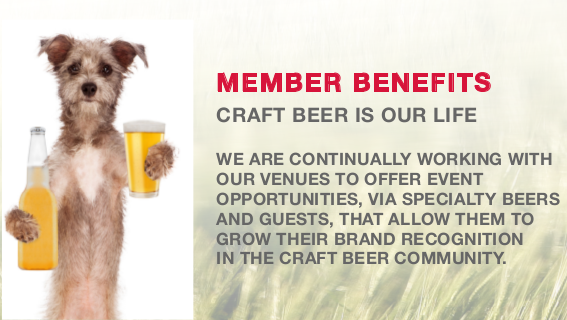 MEMBER BENEFITS
CRAFT BEER IS OUR LIFE
WE ARE CONTINUALLY WORKING WITH
OUR VENUES TO OFFER EVENT
OPPORTUNITIES, VIA SPECIALTY BEERS
AND GUESTS, THAT ALLOW THEM TO
GROW THEIR BRAND RECOGNITION
IN THE CRAFT BEER COMMUNITY.